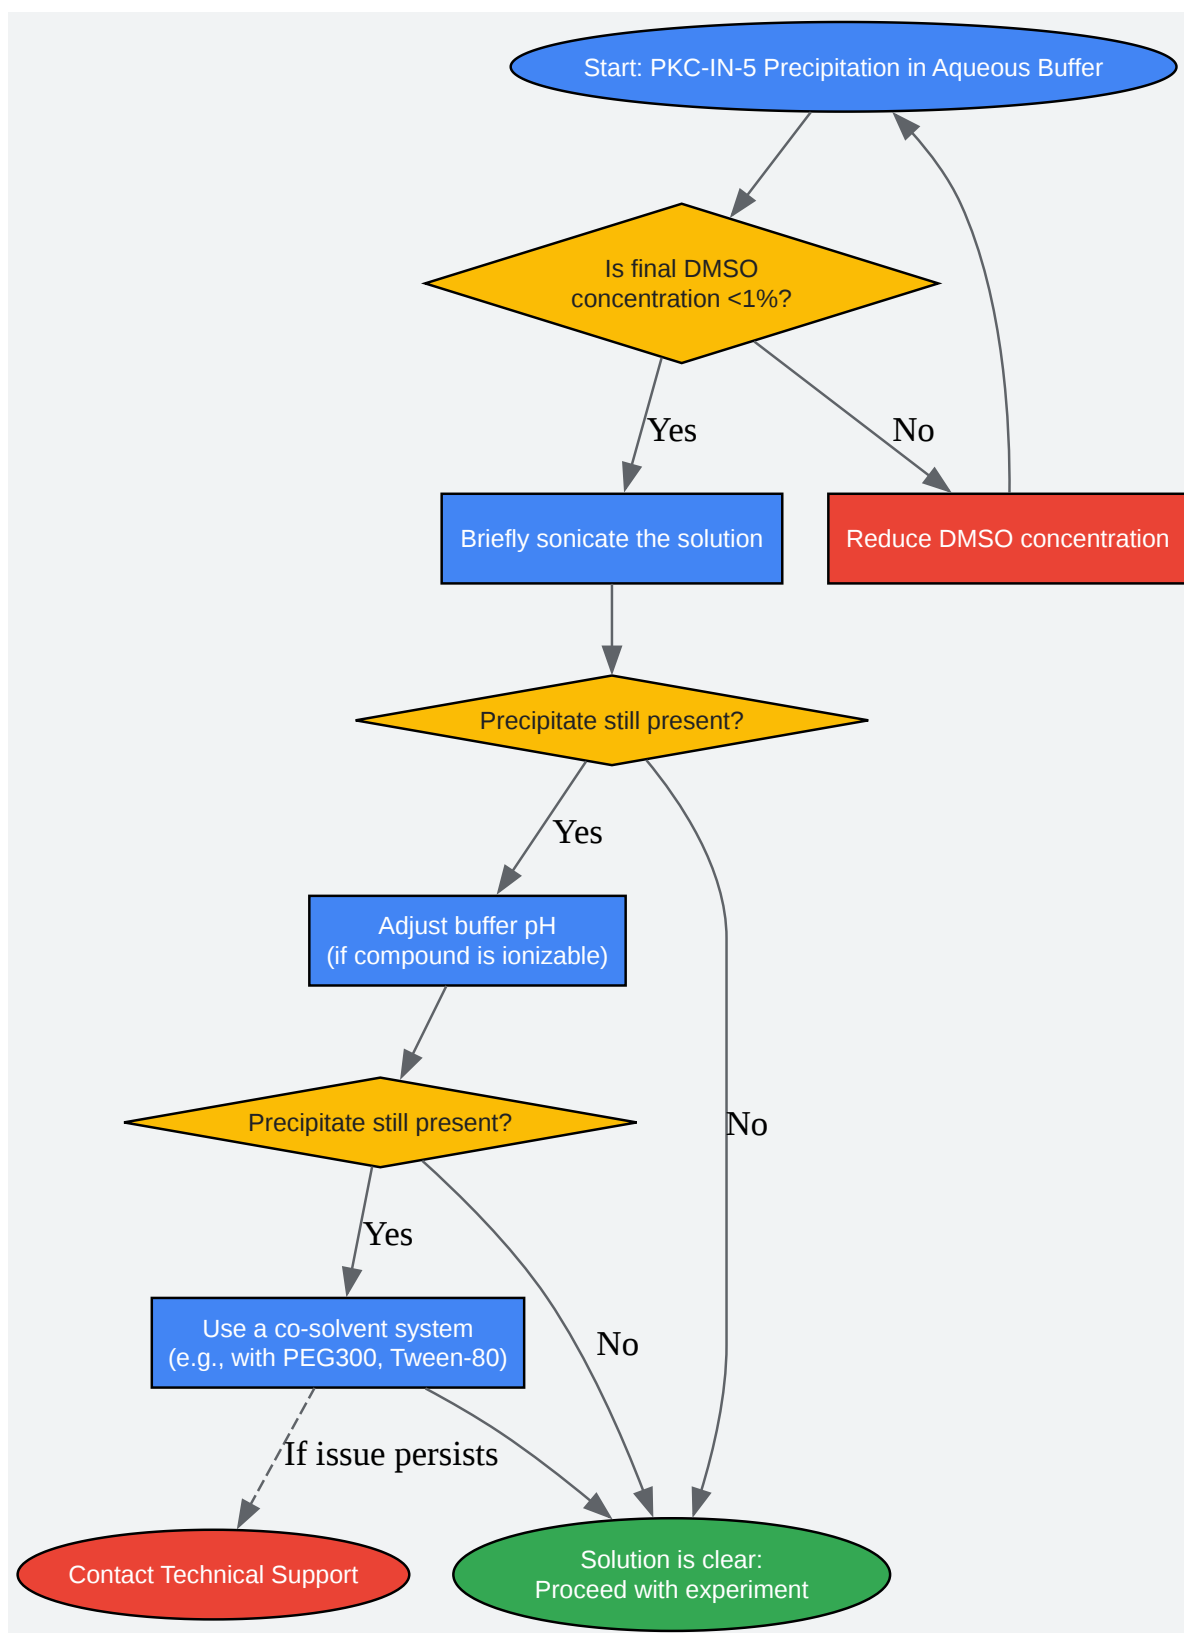 Start: PKC-IN-5 Precipitation in Aqueous Buffer
Is final DMSO
concentration <1%?
Yes
No
Briefly sonicate the solution
Reduce DMSO concentration
Precipitate still present?
Yes
Adjust buffer pH
(if compound is ionizable)
Precipitate still present?
No
Yes
Use a co-solvent system
(e.g., with PEG300, Tween-80)
No
If issue persists
Contact Technical Support
Solution is clear:
Proceed with experiment